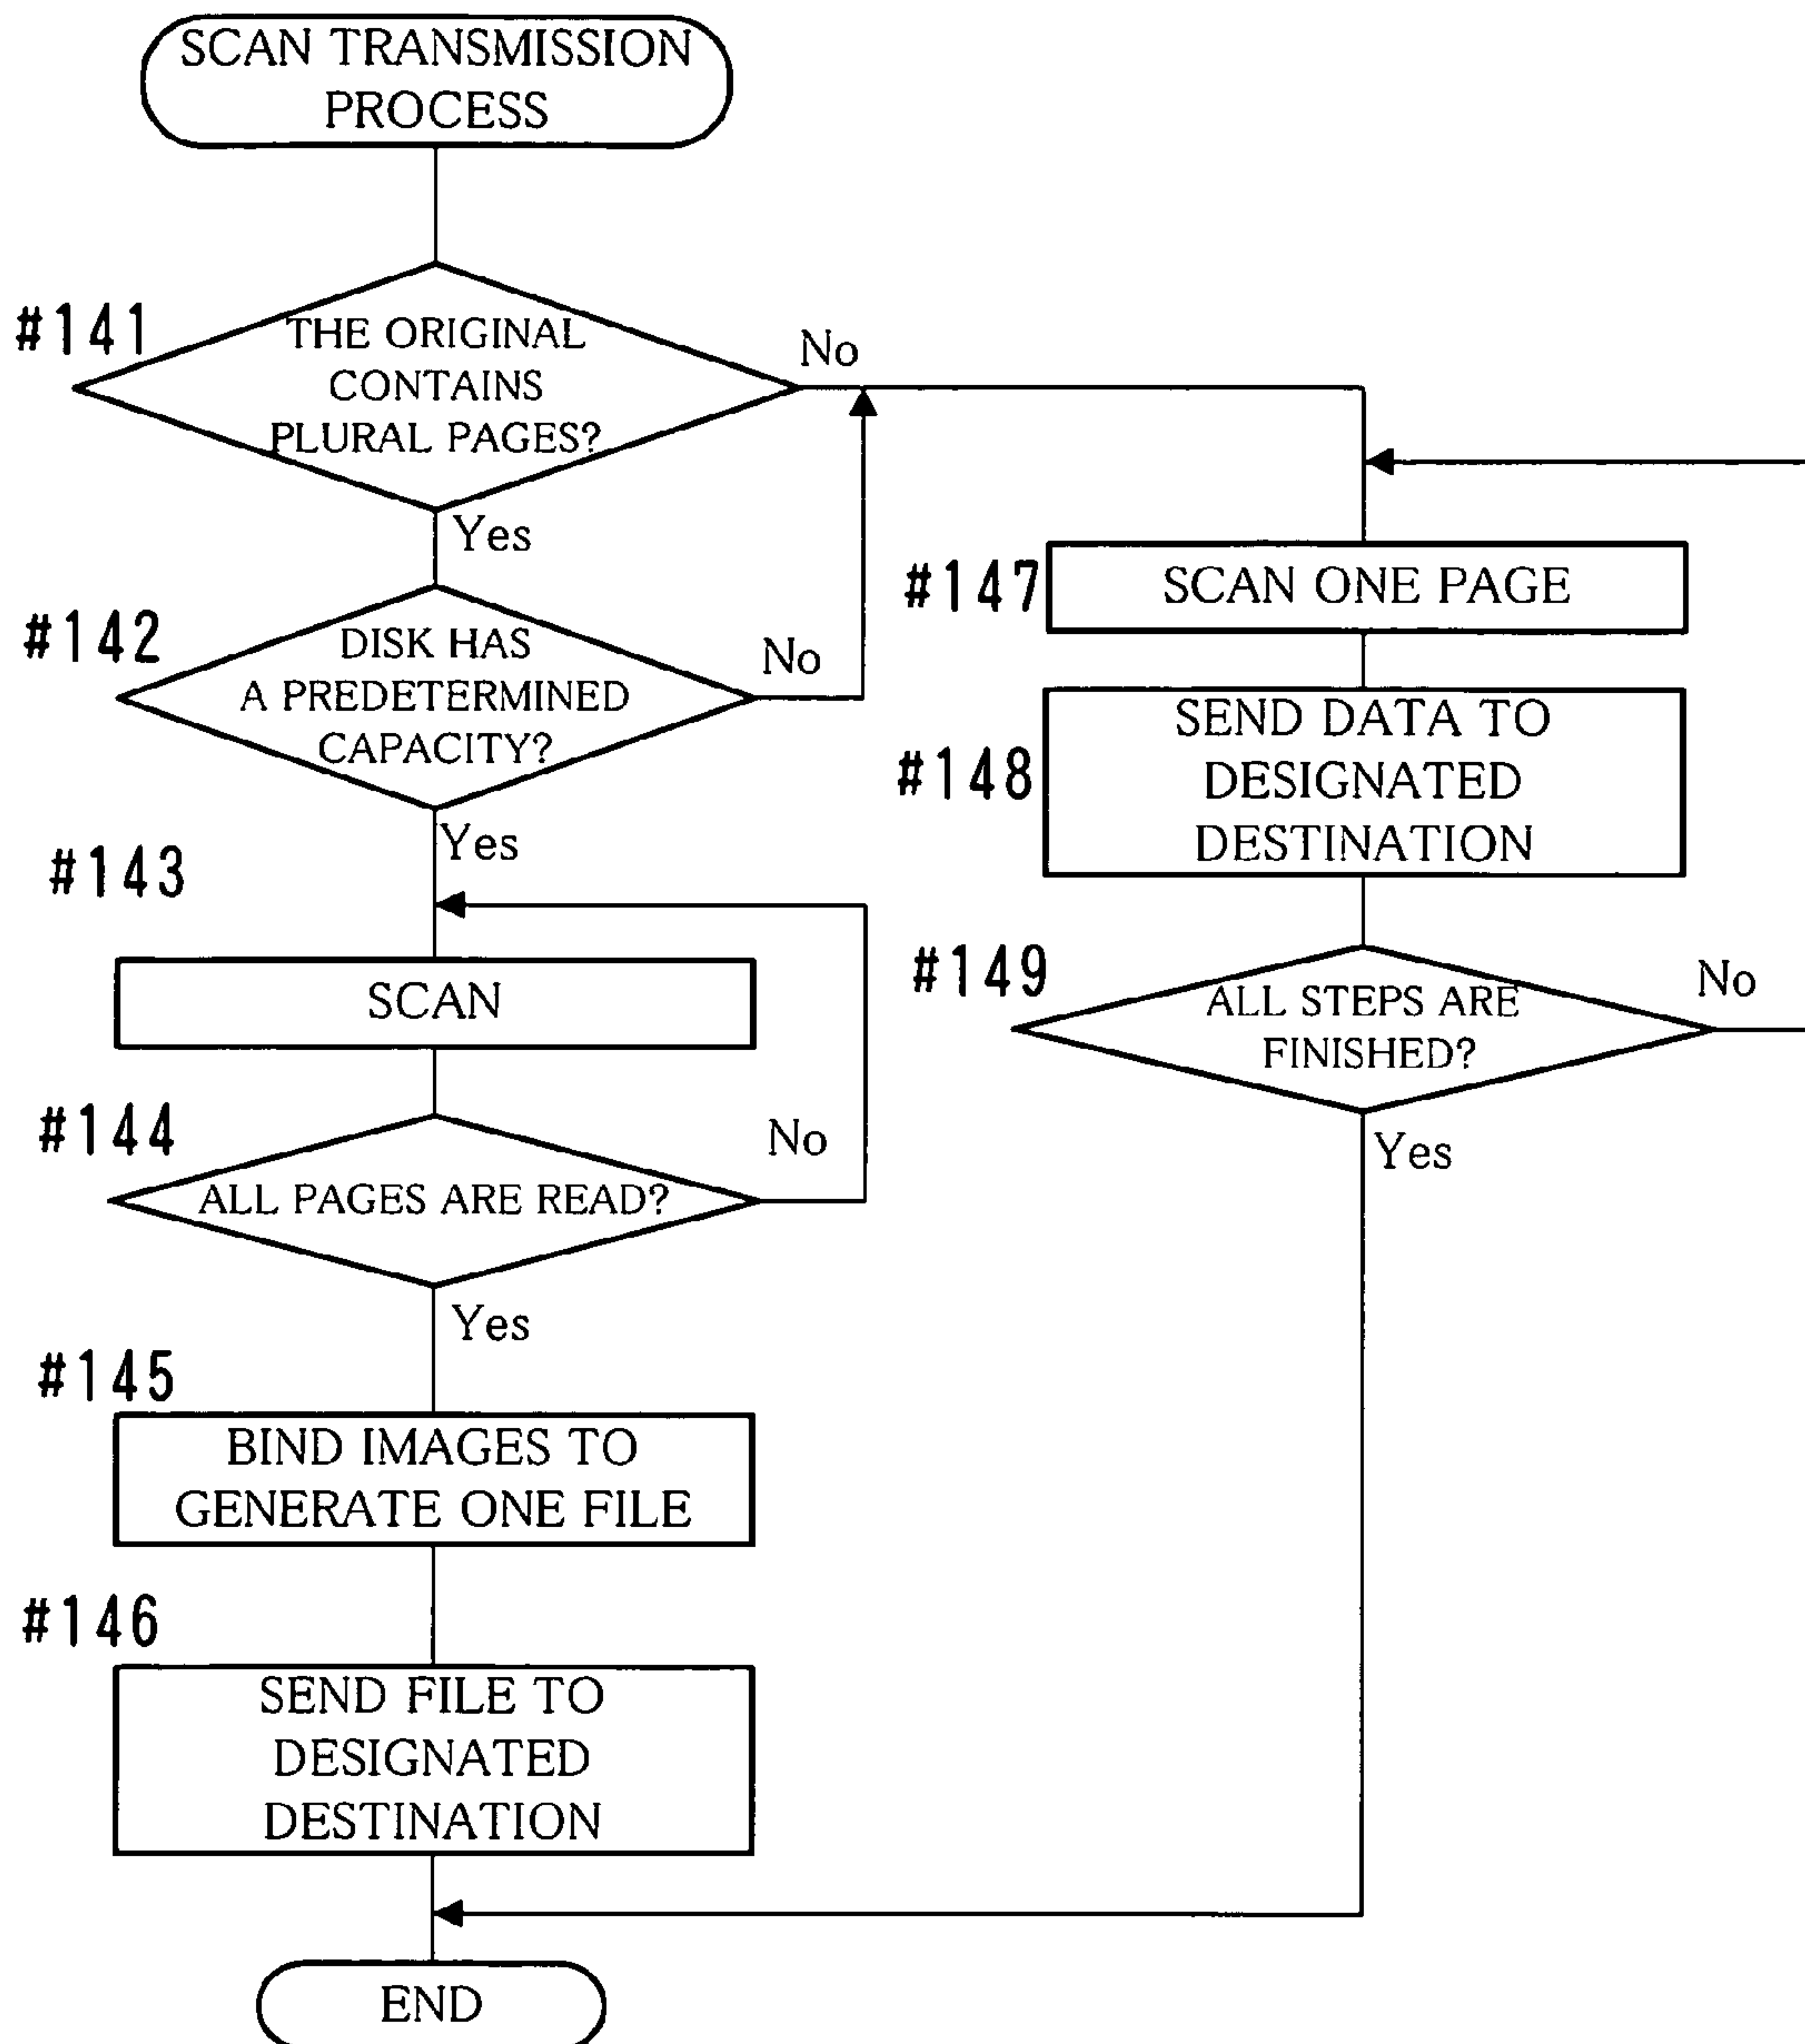 SCAN TRANSMISSION
PROCESS
#141
THE ORIGINAL
CONTAINS
PLURAL PAGES?
No
Yes
#142
DISK HAS
A PREDETERMINED
CAPACITY?
No
Yes
#143
SCAN
#144
ALL PAGES ARE READ?
No
Yes
#145
BIND IMAGES TO
GENERATE ONE FILE
#146
SEND FILE TO
DESIGNATED
DESTINATION
#147
SCAN ONE PAGE
#148
SEND DATA TO
DESIGNATED
DESTINATION
#149
ALL STEPS ARE
FINISHED?
No
Yes
END